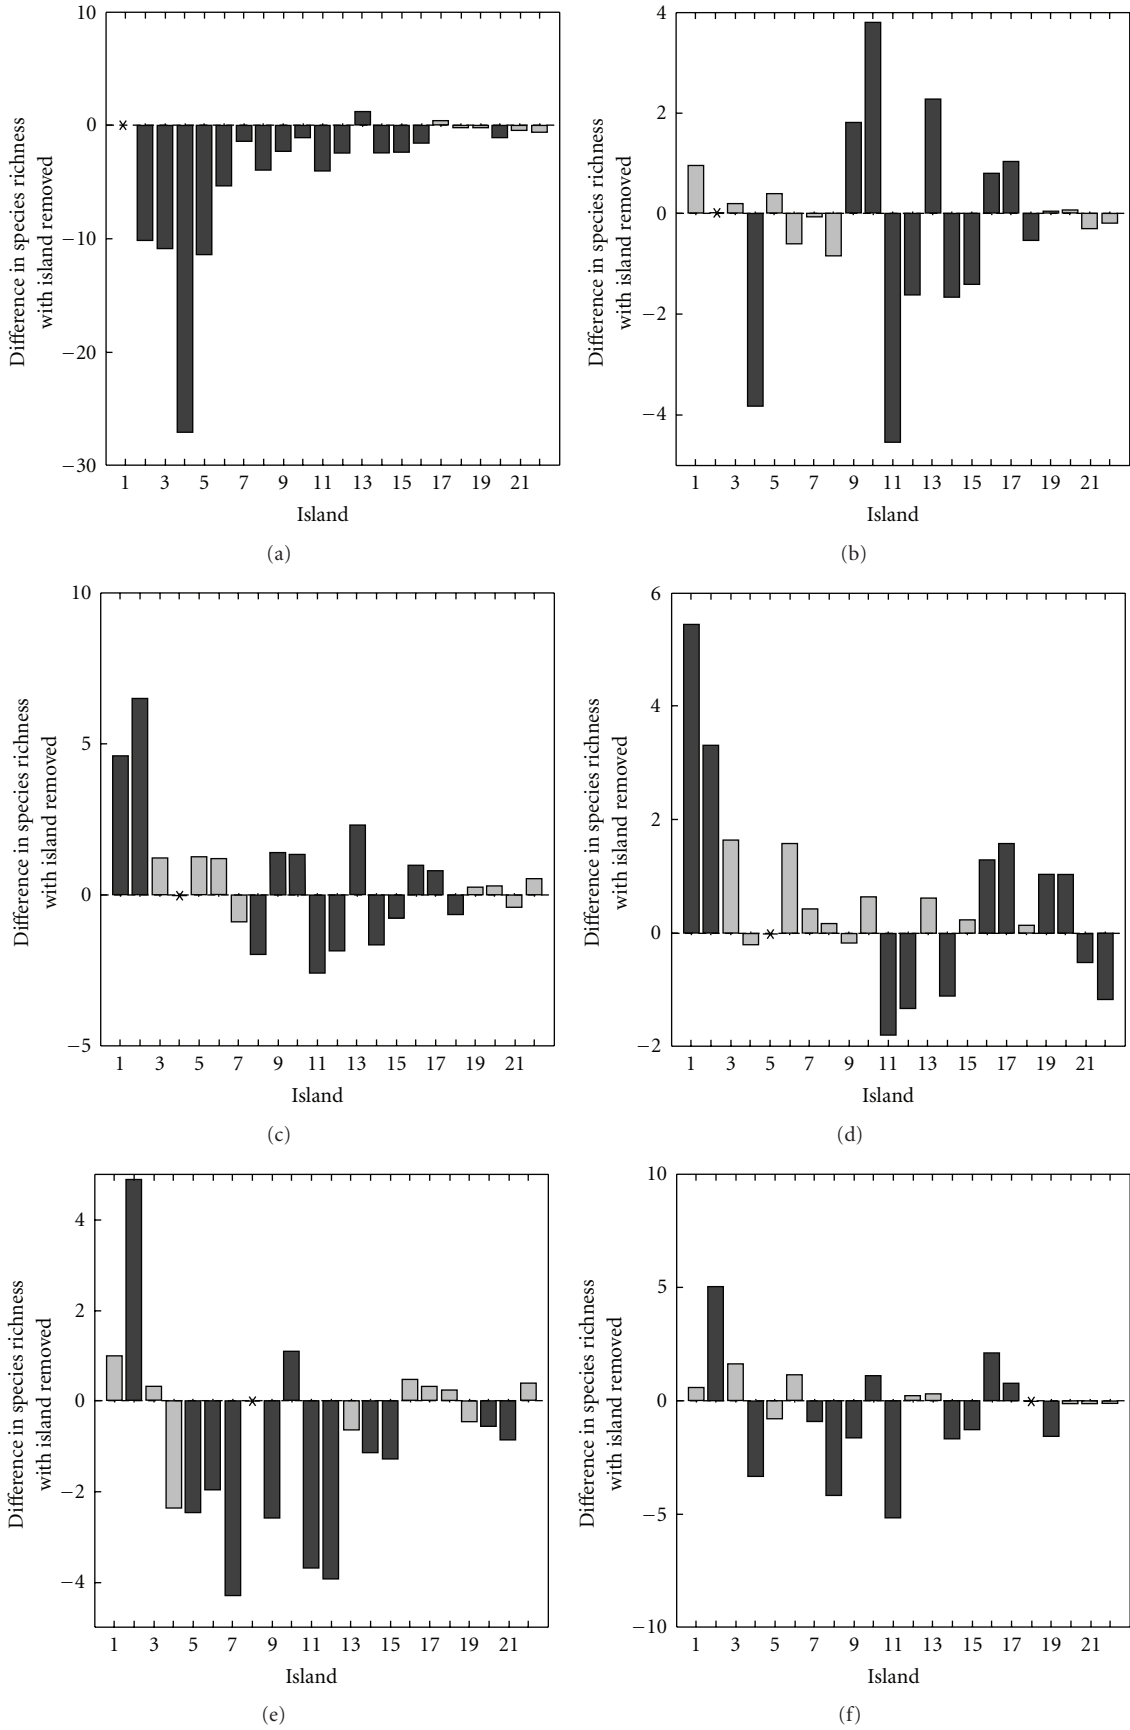 10
0
−10
−20
−30
Difference in species richness
with island removed
1 3 5 7 9 11 13 15 17 19 21
Island
(a)
4
2
0
−2
−4
Difference in species richness
with island removed
1 3 5 7 9 11 13 15 17 19 21
Island
(b)
10
5
0
−5
Difference in species richness
with island removed
1 3 5 7 9 11 13 15 17 19 21
Island
(c)
6
4
2
0
−2
Difference in species richness
with island removed
1 3 5 7 9 11 13 15 17 19 21
Island
(d)
4
2
0
−2
−4
Difference in species richness
with island removed
1 3 5 7 9 11 13 15 17 19 21
Island
(e)
10
5
0
−5
−10
Difference in species richness
with island removed
1 3 5 7 9 11 13 15 17 19 21
Island
(f)